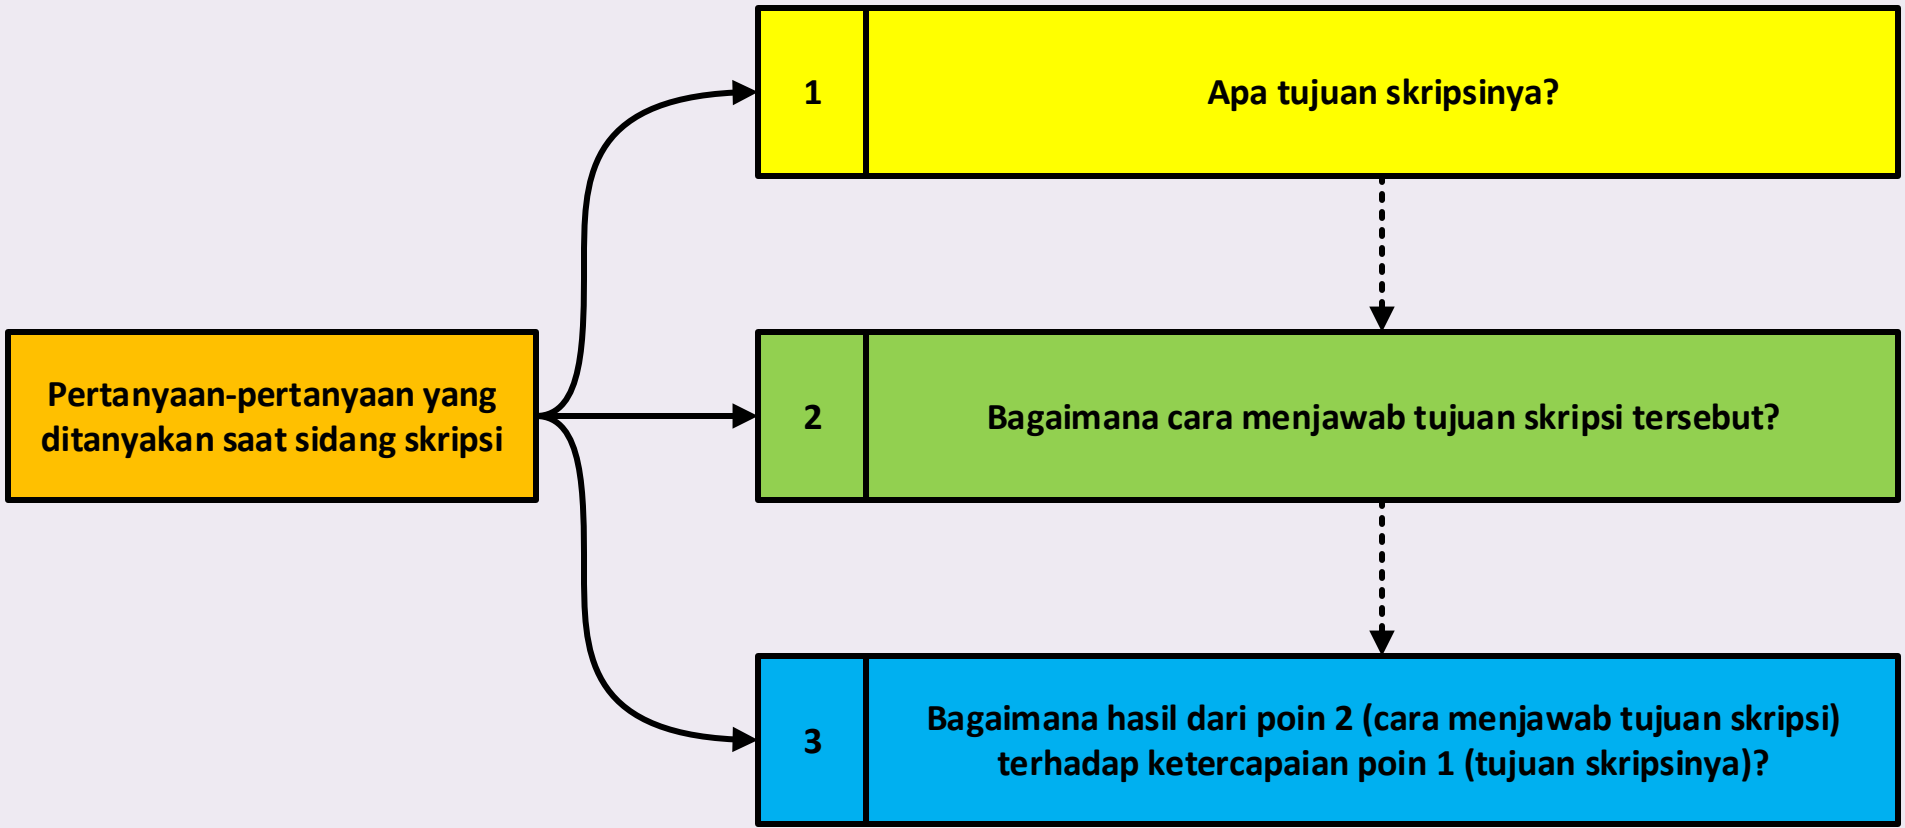 1
Apa tujuan skripsinya?
Pertanyaan-pertanyaan yang
ditanyakan saat sidang skripsi
2
Bagaimana cara menjawab tujuan skripsi tersebut?
3
Bagaimana hasil dari poin 2 (cara menjawab tujuan skripsi)
terhadap ketercapaian poin 1 (tujuan skripsinya)?